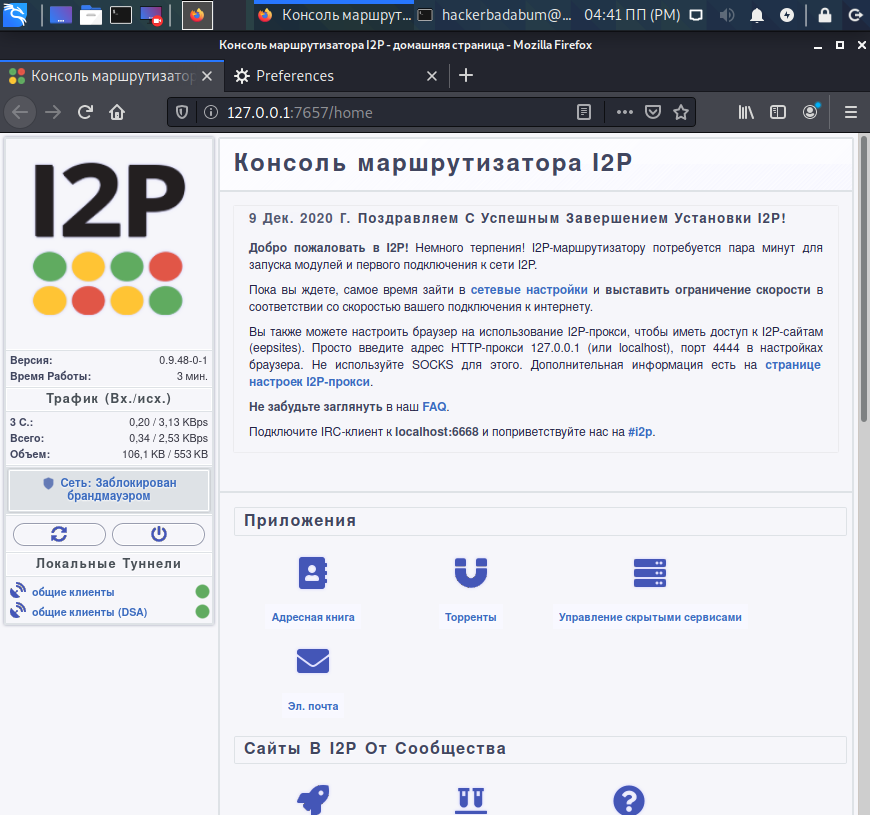 Консоль маршрут...
hackerbadabum@...
04:41 ПП (PM)
Консоль маршрутизатора I2P - домашняя страница - Mozilla Firefox
Консоль маршрутизатор
Preferences
127.0.0.1:7657/home
I2P
Версия: 0.9.48-0-1
Время Работы: 3 мин.
Трафик (Вх./исх.)
3 С.: 0,20 / 3,13 KBps
Всего: 0,34 / 2,53 KBps
Объем: 106,1 KB / 553 KB
Сеть: Заблокирован
брандмауэром
Локальные Туннели
общие клиенты
общие клиенты (DSA)
Консоль маршрутизатора I2P
9 Дек. 2020 Г. Поздравляем С Успешным Завершением Установки I2P!
Добро пожаловать в I2P! Немного терпения! I2P-маршрутизатору потребуется пара минут для
запуска модулей и первого подключения к сети I2P.
Пока вы ждете, самое время зайти в сетевые настройки и выставить ограничение скорости в
соответствии со скоростью вашего подключения к интернету.
Вы также можете настроить браузер на использование I2P-прокси, чтобы иметь доступ к I2P-сайтам
(eepsites). Просто введите адрес HTTP-прокси 127.0.0.1 (или localhost), порт 4444 в настройках
браузера. Не используйте SOCKS для этого. Дополнительная информация есть на странице
настроек I2P-прокси.
Не забудьте заглянуть в наш FAQ.
Подключите IRC-клиент к localhost:6668 и поприветствуйте нас на #i2p.
Приложения
Адресная книга
Торренты
Управление скрытыми сервисами
Эл. почта
Сайты В I2P От Сообщества